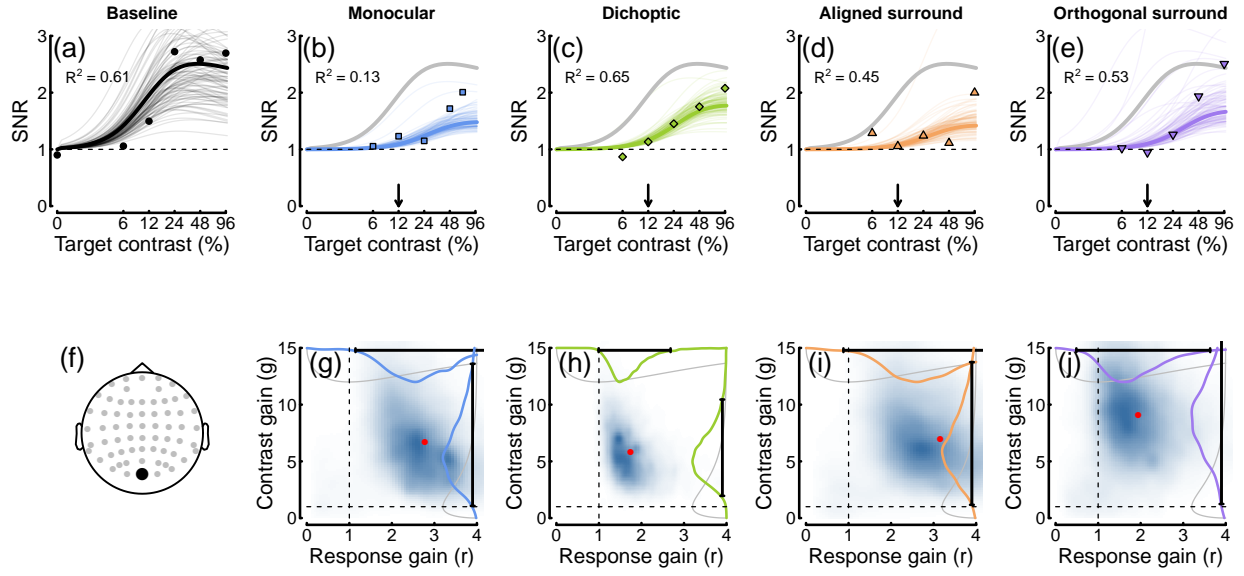 Baseline
Monocular
Dichoptic
Aligned surround
Orthogonal surround
(a)
R² = 0.61
SNR
3
2
1
0
0 6 12 24 48 96
Target contrast (%)
(b)
R² = 0.13
SNR
3
2
1
0
0 6 12 24 48 96
Target contrast (%)
(c)
R² = 0.65
SNR
3
2
1
0
0 6 12 24 48 96
Target contrast (%)
(d)
R² = 0.45
SNR
3
2
1
0
0 6 12 24 48 96
Target contrast (%)
(e)
R² = 0.53
SNR
3
2
1
0
0 6 12 24 48 96
Target contrast (%)
(f)
(g)
Contrast gain (g)
15
10
5
0
0 1 2 3 4
Response gain (r)
(h)
Contrast gain (g)
15
10
5
0
0 1 2 3 4
Response gain (r)
(i)
Contrast gain (g)
15
10
5
0
0 1 2 3 4
Response gain (r)
(j)
Contrast gain (g)
15
10
5
0
0 1 2 3 4
Response gain (r)